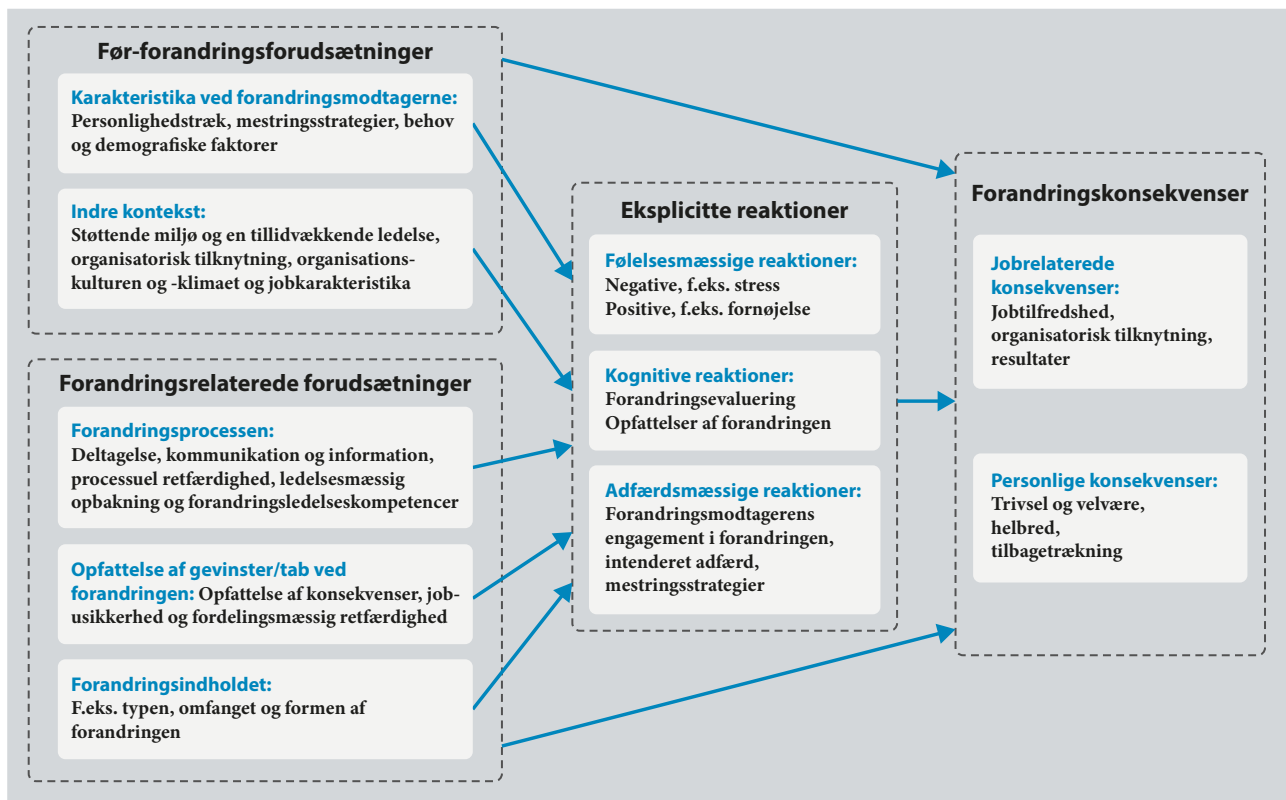 Før-forandringsforudsætninger
Karakteristika ved forandringsmodtagerne:
Personlighedstræk, mestringsstrategier, behov
og demografiske faktorer
Indre kontekst:
Støttende miljø og en tillidvækkende ledelse,
organisatorisk tilknytning, organisations-
kulturen og -klimaet og jobkarakteristika
Forandringsrelaterede forudsætninger
Forandringsprocessen:
Deltagelse, kommunikation og information,
processuel retfærdighed, ledelsesmæssig
opbakning og forandringsledelseskompetencer
Opfattelse af gevinster/tab ved
forandringen: Opfattelse af konsekvenser, job-
usikkerhed og fordelingsmæssig retfærdighed
Forandringsindholdet:
F.eks. typen, omfanget og formen af
forandringen
Eksplicitte reaktioner
Følelsesmæssige reaktioner:
Negative, f.eks. stress
Positive, f.eks. fornøjelse
Kognitive reaktioner:
Forandringsevaluering
Opfattelser af forandringen
Adfærdsmæssige reaktioner:
Forandringsmodtagerens
engagement i forandringen,
intenderet adfærd,
mestringsstrategier
Forandringskonsekvenser
Jobrelaterede
konsekvenser:
Jobtilfredshed,
organisatorisk tilknytning,
resultater
Personlige konsekvenser:
Trivsel og velvære,
helbred,
tilbagetrækning